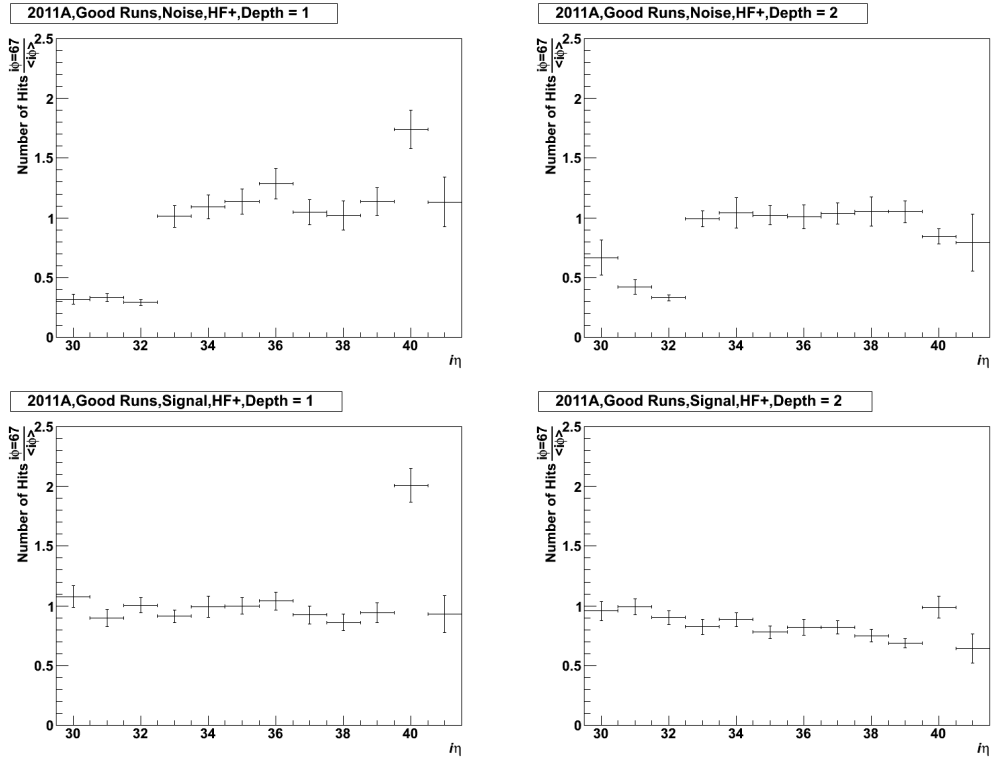 2011A,Good Runs,Noise,HF+,Depth = 1
Number of Hits iϕ=67
<iϕ>
2.5
2
1.5
1
0.5
0
30 32 34 36 38 40
iη
2011A,Good Runs,Noise,HF+,Depth = 2
Number of Hits iϕ=67
<iϕ>
2.5
2
1.5
1
0.5
0
30 32 34 36 38 40
iη
2011A,Good Runs,Signal,HF+,Depth = 1
Number of Hits iϕ=67
<iϕ>
2.5
2
1.5
1
0.5
0
30 32 34 36 38 40
iη
2011A,Good Runs,Signal,HF+,Depth = 2
Number of Hits iϕ=67
<iϕ>
2.5
2
1.5
1
0.5
0
30 32 34 36 38 40
iη